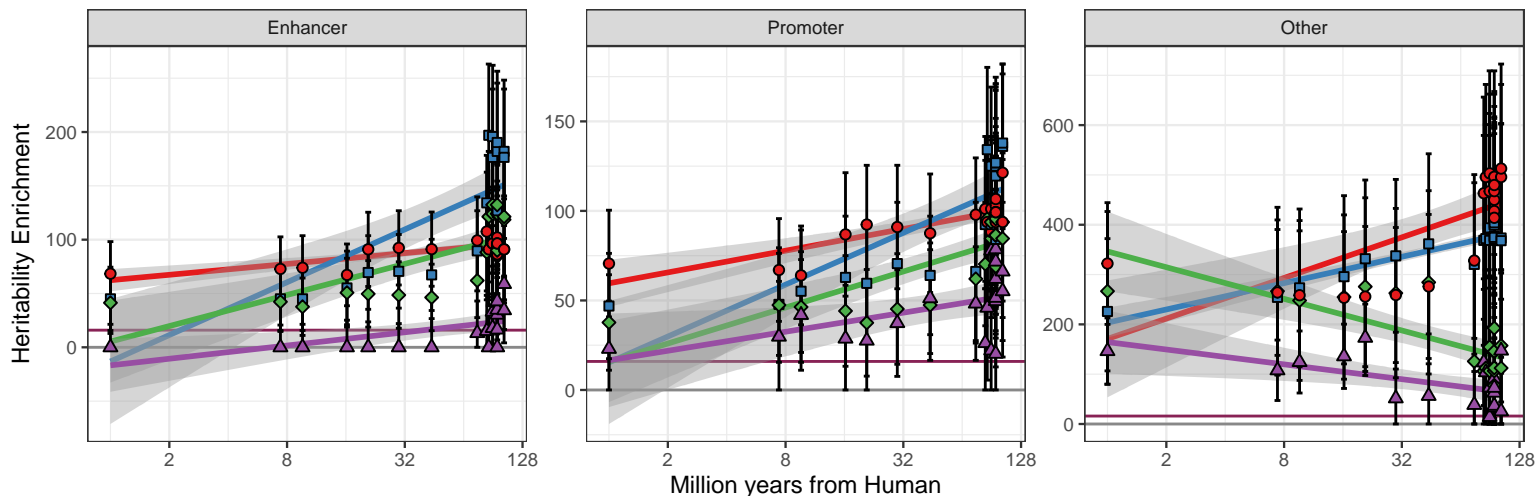 Enhancer
Promoter
Other
Heritability Enrichment
200
100
0
150
100
50
0
600
400
200
0
2 8 32 128
2 8 32 128
2 8 32 128
Million years from Human